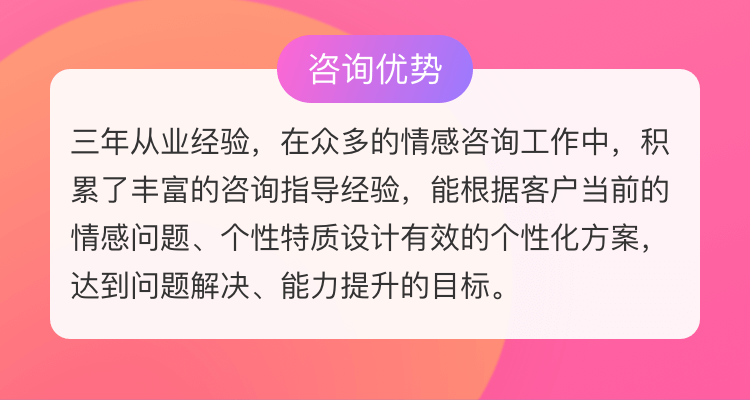 咨询优势
三年从业经验，在众多的情感咨询工作中，积
累了丰富的咨询指导经验，能根据客户当前的
情感问题、个性特质设计有效的个性化方案，
达到问题解决、能力提升的目标。